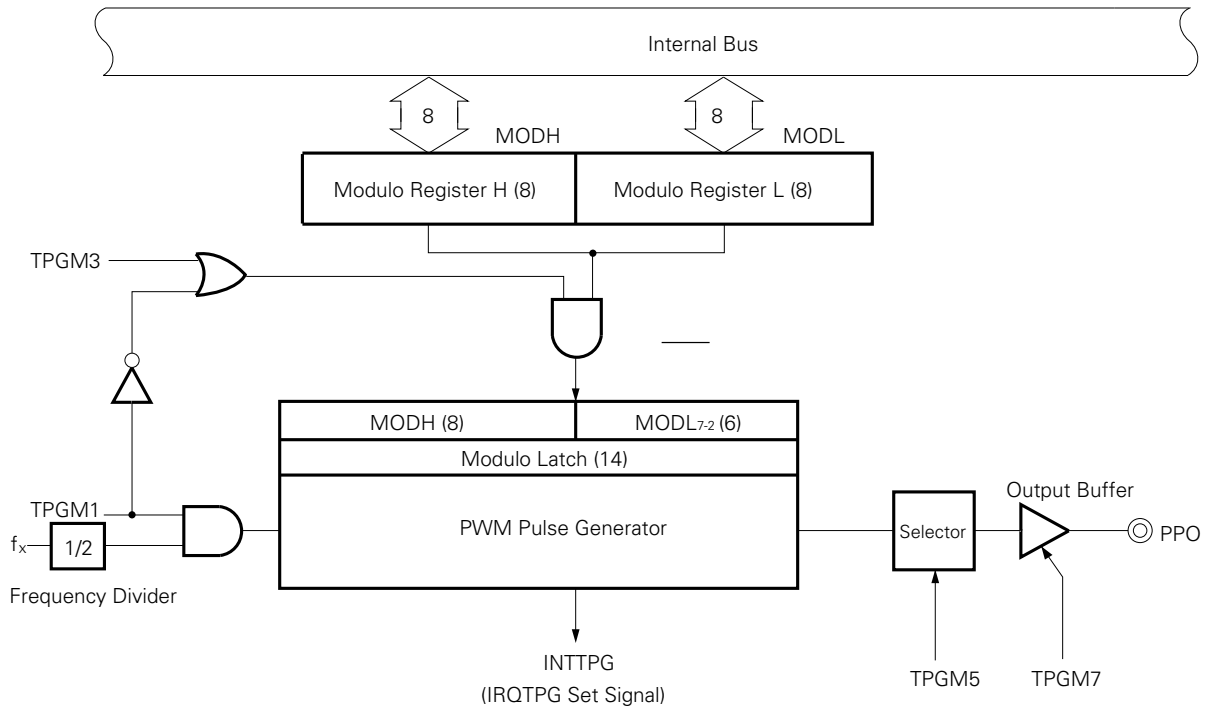 Internal Bus
8
8
MODH
MODL
Modulo Register H (8)
Modulo Register L (8)
TPGM3
MODH (8)
MODL7-2 (6)
Modulo Latch (14)
TPGM1
PWM Pulse Generator
Output Buffer
Selector
PPO
fx
1/2
Frequency Divider
INTTPG
(IRQTPG Set Signal)
TPGM5
TPGM7